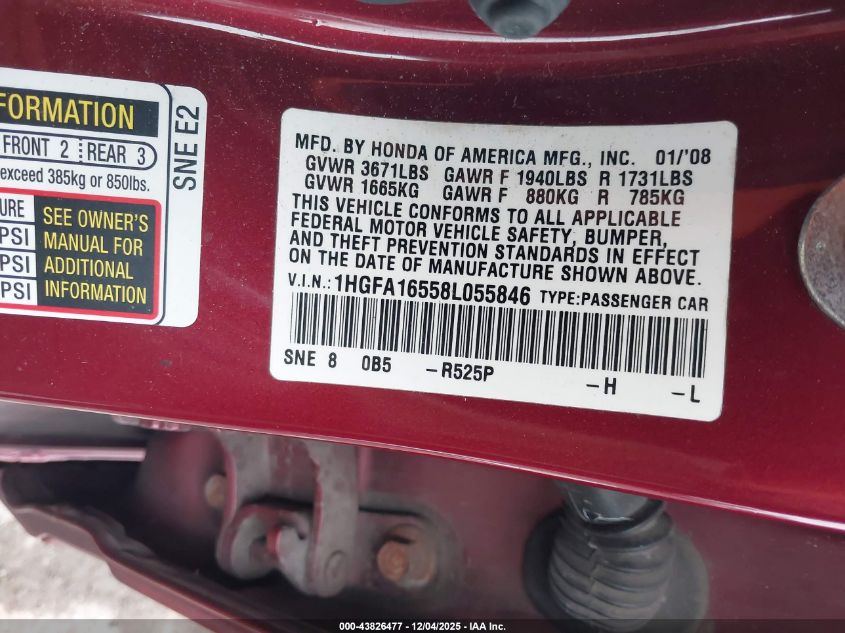 FORMATION
FRONT 2 REAR 3
exceed 385kg or 850lbs.
SEE OWNER'S
MANUAL FOR
ADDITIONAL
INFORMATION
URE
PSI
PSI
PSI
SNE E2
MFD. BY HONDA OF AMERICA MFG., INC. 01/'08
GVWR 3671LBS GAWR F 1940LBS R 1731LBS
GVWR 1665KG GAWR F 880KG R 785KG
THIS VEHICLE CONFORMS TO ALL APPLICABLE
FEDERAL MOTOR VEHICLE SAFETY, BUMPER,
AND THEFT PREVENTION STANDARDS IN EFFECT
ON THE DATE OF MANUFACTURE SHOWN ABOVE.
V.I.N.: 1HGFA16558L055846 TYPE:PASSENGER CAR
SNE 8 0B5 -R525P -H -L
000-43826477 - 12/04/2025 - IAA Inc.